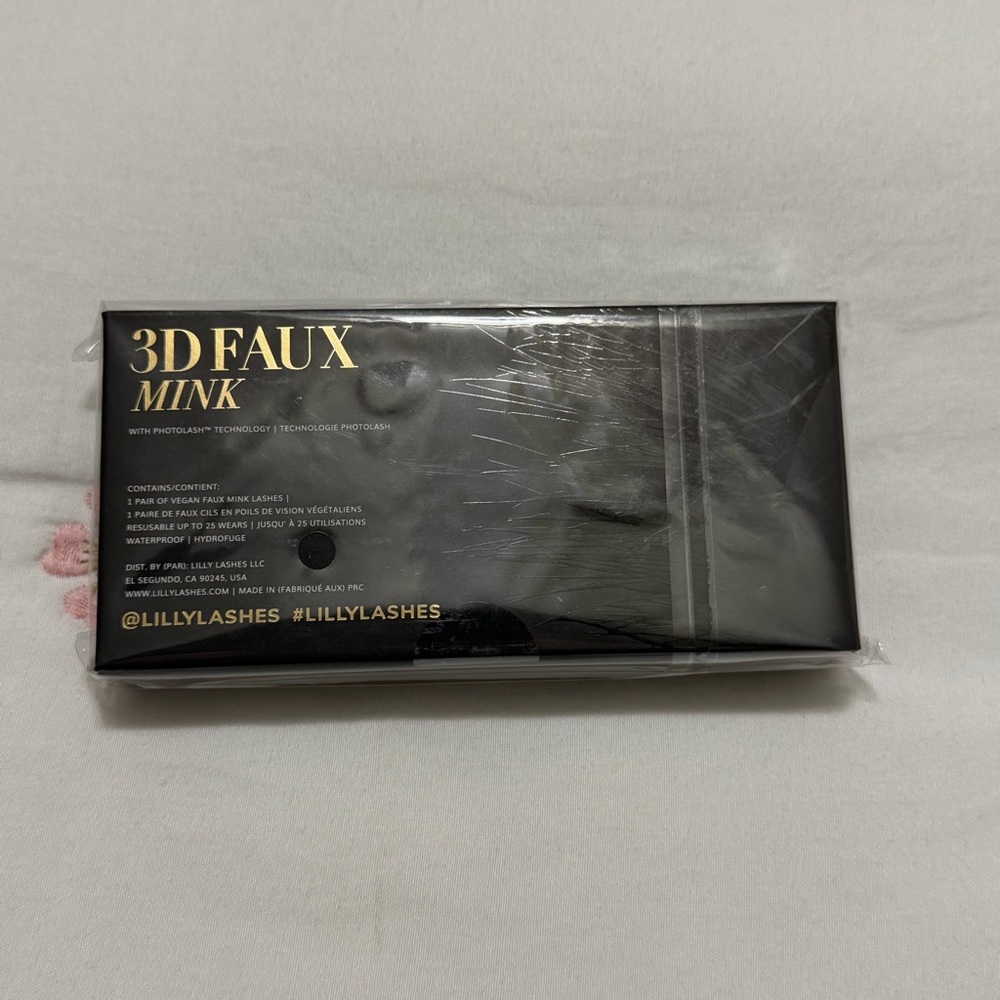 3D FAUX
MINK
WITH PHOTOLASH™ TECHNOLOGY | TECHNOLOGIE PHOTOLASH
CONTAINS/CONTIENT:
1 PAIR OF VEGAN FAUX MINK LASHES |
1 PAIRE DE FAUX CILS EN POILS DE VISION VÉGÉTALIENS
RESUSABLE UP TO 25 WEARS | JUSQU' À 25 UTILISATIONS
WATERPROOF | HYDROFUGE
DIST. BY (PAR): LILLY LASHES LLC
EL SEGUNDO, CA 90245, USA
WWW.LILLYLASHES.COM | MADE IN (FABRIQUÉ AUX) PRC
@LILLYLASHES #LILLYLASHES